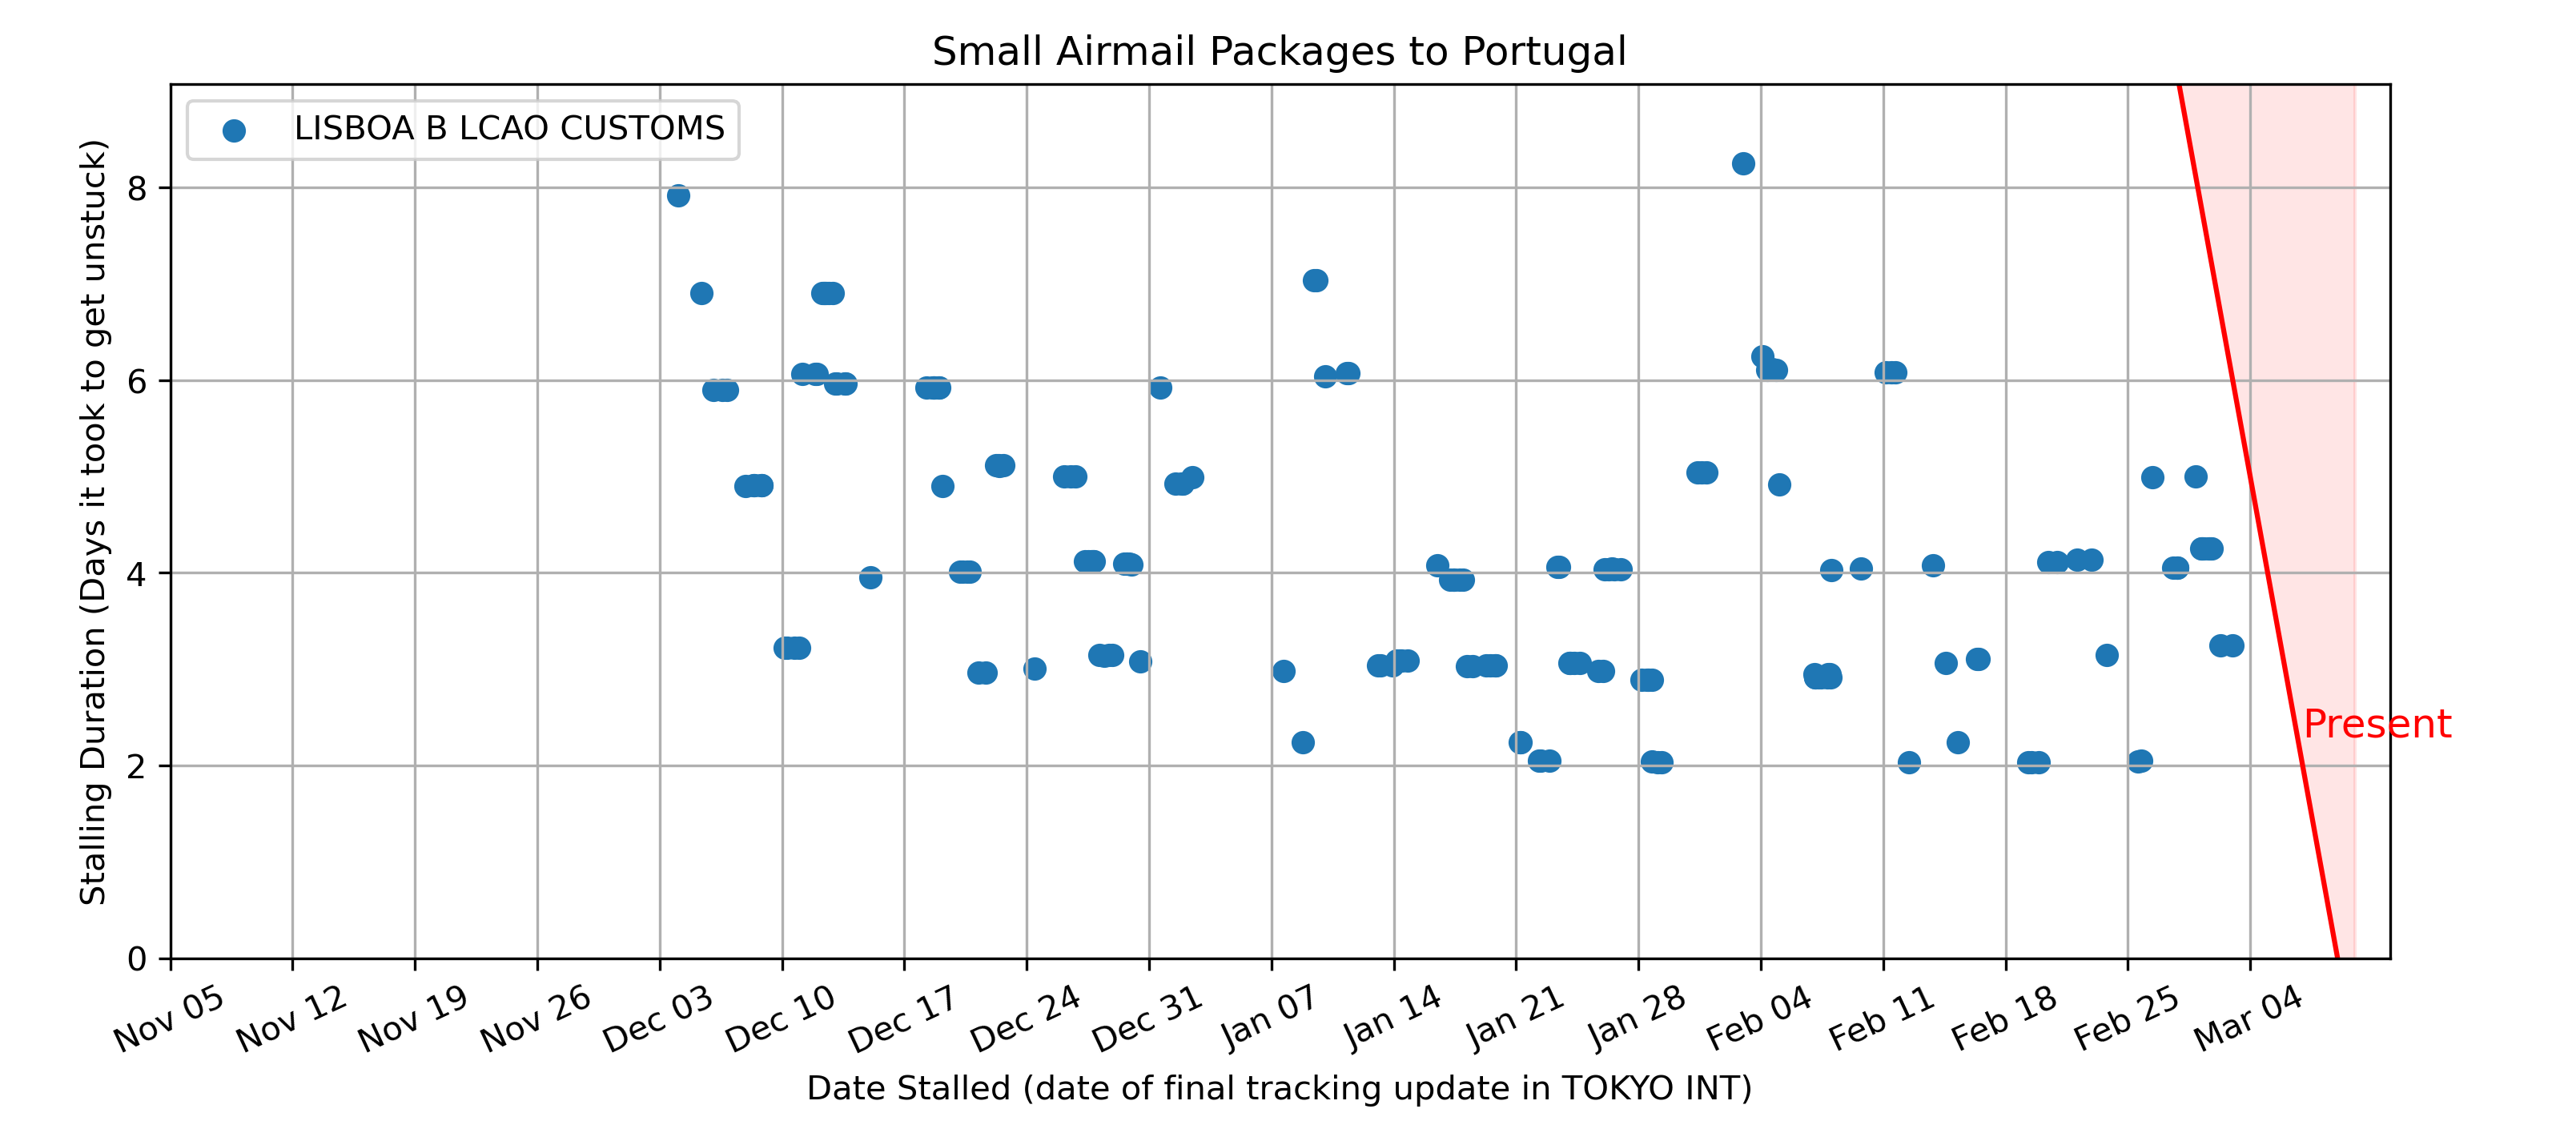 Small Airmail Packages to Portugal
LISBOA B LCAO CUSTOMS
Stalling Duration (Days it took to get unstuck)
8
6
4
2
0
Present
Nov 05
Nov 12
Nov 19
Nov 26
Dec 03
Dec 10
Dec 17
Dec 24
Dec 31
Jan 07
Jan 14
Jan 21
Jan 28
Feb 04
Feb 11
Feb 18
Feb 25
Mar 04
Date Stalled (date of final tracking update in TOKYO INT)